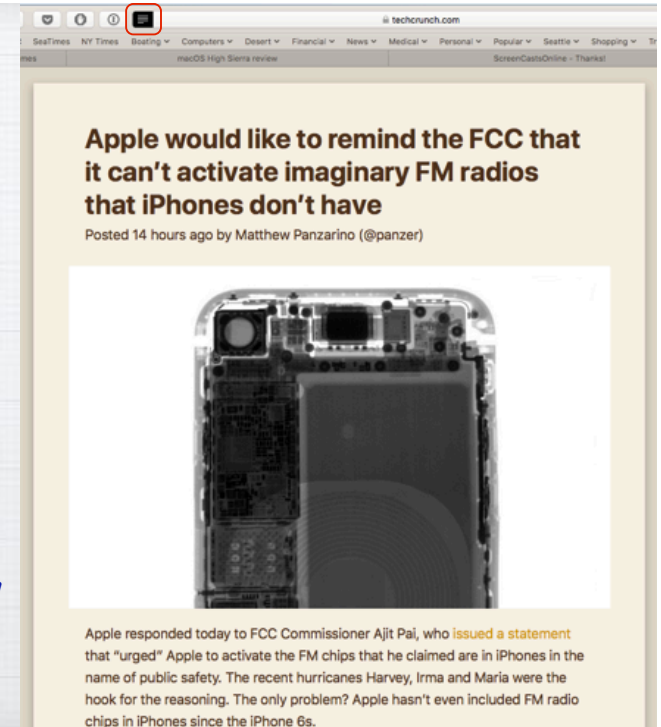 techcrunch.com
SeaTimes NY Times Boating Computers Desert Financial News Medical Personal Popular Seattle Shopping Tr
mes macOS High Sierra review ScreenCastsOnline - Thanks!
Apple would like to remind the FCC that
it can’t activate imaginary FM radios
that iPhones don’t have
Posted 14 hours ago by Matthew Panzarino (@panzer)
Apple responded today to FCC Commissioner Ajit Pai, who issued a statement
that “urged” Apple to activate the FM chips that he claimed are in iPhones in the
name of public safety. The recent hurricanes Harvey, Irma and Maria were the
hook for the reasoning. The only problem? Apple hasn’t even included FM radio
chips in iPhones since the iPhone 6s.